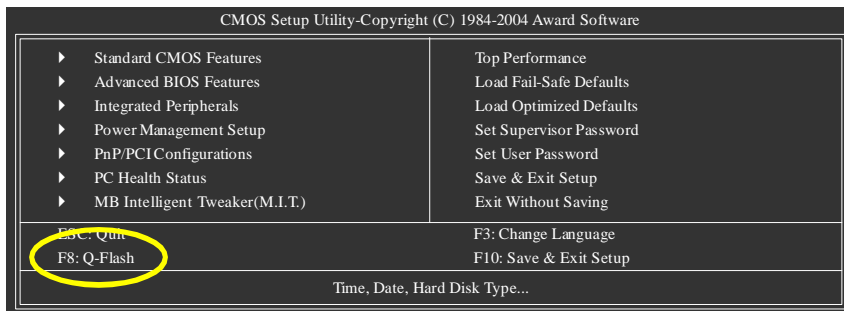 CMOS Setup Utility-Copyright (C) 1984-2004 Award Software
Standard CMOS Features
Advanced BIOS Features
Integrated Peripherals
Power Management Setup
PnP/PCI Configurations
PC Health Status
MB Intelligent Tweaker(M.I.T.)
Top Performance
Load Fail-Safe Defaults
Load Optimized Defaults
Set Supervisor Password
Set User Password
Save & Exit Setup
Exit Without Saving
ESC: Quit
F8: Q-Flash
F3: Change Language
F10: Save & Exit Setup
Time, Date, Hard Disk Type...